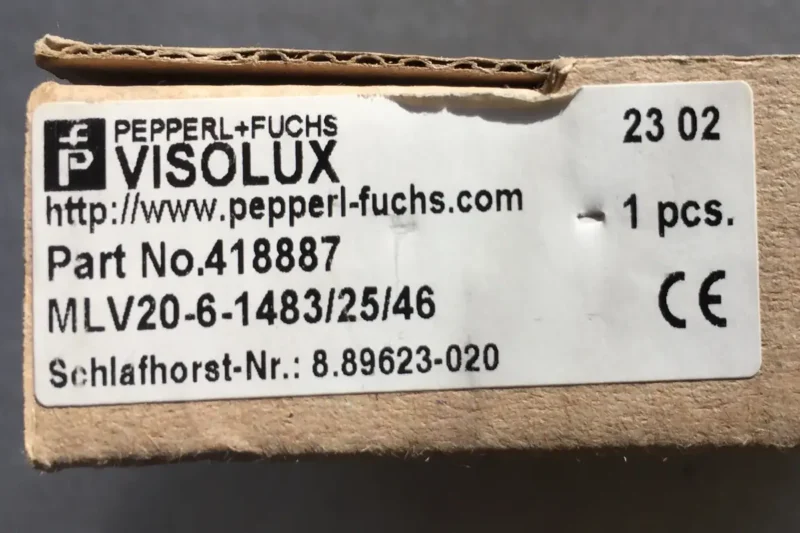 PEPPERL+FUCHS
VISOLUX
23 02
http://www.pepperl-fuchs.com
1 pcs.
Part No.418887
MLV20-6-1483/25/46
CE
Schlafhorst-Nr.: 8.89623-020